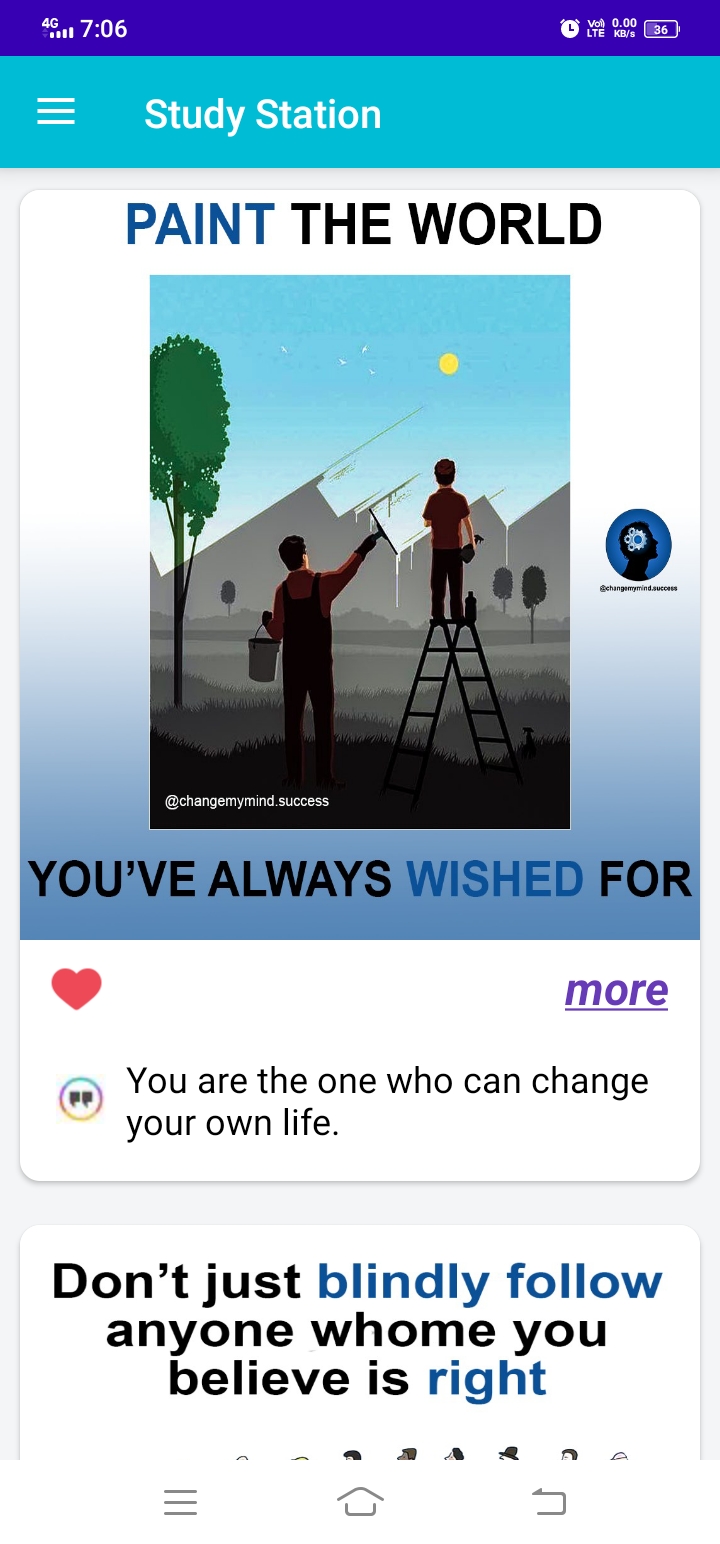 4G 7:06 Vo) LTE 0.00 KB/s 36
Study Station
PAINT THE WORLD
@changemymind.success
@changemymind.success
YOU'VE ALWAYS WISHED FOR
more
You are the one who can change
your own life.
Don't just blindly follow
anyone whome you
believe is right